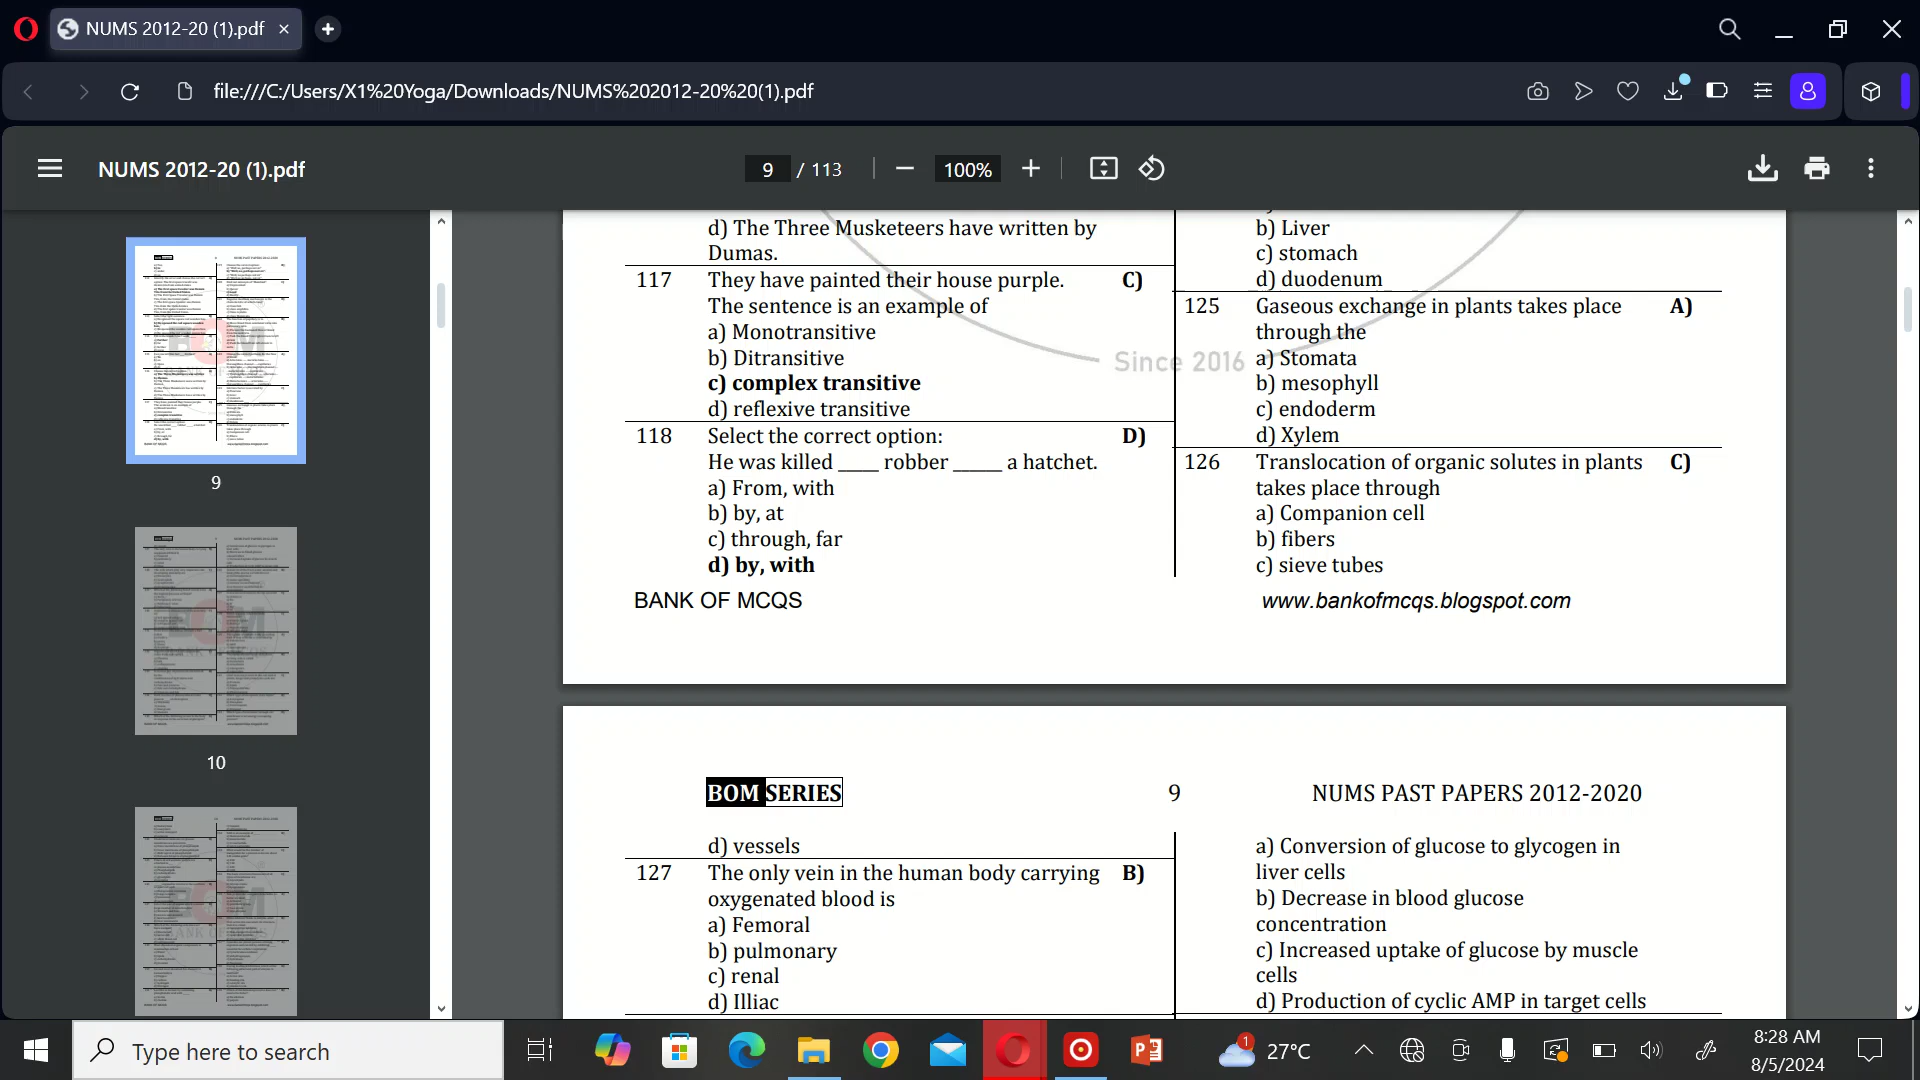 NUMS 2012-20 (1).pdf
file:///C:/Users/X1%20Yoga/Downloads/NUMS%202012-20%20(1).pdf
NUMS 2012-20 (1).pdf
9 / 113
100%
9
10
d) The Three Musketeers have written by
Dumas.
117 They have painted their house purple. C)
The sentence is an example of
a) Monotransitive
b) Ditransitive
c) complex transitive
d) reflexive transitive
118 Select the correct option: D)
He was killed _____ robber ______ a hatchet.
a) From, with
b) by, at
c) through, far
d) by, with
b) Liver
c) stomach
d) duodenum
125 Gaseous exchange in plants takes place A)
through the
a) Stomata
b) mesophyll
c) endoderm
d) Xylem
126 Translocation of organic solutes in plants C)
takes place through
a) Companion cell
b) fibers
c) sieve tubes
Since 2016
BANK OF MCQS
www.bankofmcqs.blogspot.com
BOM SERIES
9
NUMS PAST PAPERS 2012-2020
d) vessels
127 The only vein in the human body carrying B)
oxygenated blood is
a) Femoral
b) pulmonary
c) renal
d) Illiac
a) Conversion of glucose to glycogen in
liver cells
b) Decrease in blood glucose
concentration
c) Increased uptake of glucose by muscle
cells
d) Production of cyclic AMP in target cells
Type here to search
1
27°C
8:28 AM
8/5/2024